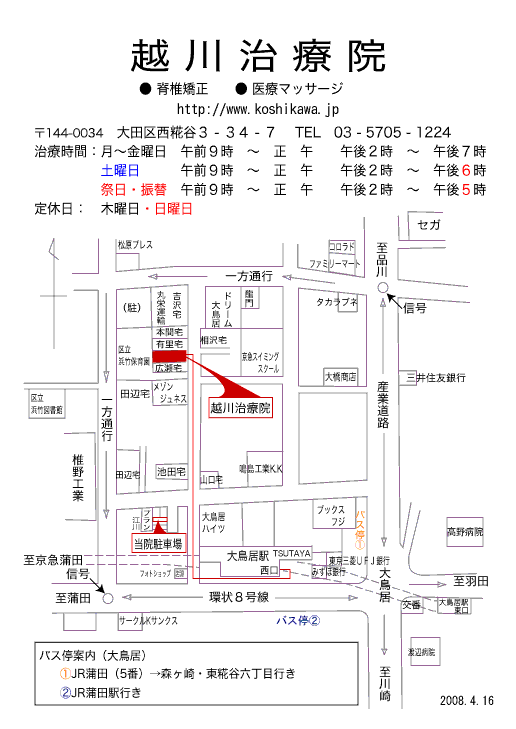 越川治療院
● 脊椎矯正　● 医療マッサージ
http://www.koshikawa.jp
〒144-0034　大田区西糀谷３-３４-７　TEL　03-5705-1224
治療時間：月〜金曜日　午前９時　〜　正　午　午後２時　〜　午後７時
土曜日　午前９時　〜　正　午　午後２時　〜　午後６時
祭日・振替　午前９時　〜　正　午　午後２時　〜　午後５時
定休日：　木曜日・日曜日
セガ
松原プレス
コロラド
ファミリーマート
至品川
一方通行
(駐)
丸栄運輸
吉沢宅
大鳥居
ドリーム
龍門
タカラブネ
信号
本間宅
有里宅
相沢宅
区立
浜竹保育園
京急スイミング
スクール
広瀬宅
大橋商店
三井住友銀行
区立
浜竹図書館
田辺宅
メゾン
ジュネス
越川治療院
産業道路
一方通行
椎野工業
田辺宅
池田宅
山口宅
鳴島工業K.K
江川
フラン
大鳥居
ハイツ
ブックス
フジ
バス停①
高野病院
当院駐車場
至京急蒲田
大鳥居駅
TSUTAYA
西口
東京三菱ＵＦＪ銀行
みずほ銀行
信号
フォトショップ
至羽田
大鳥居
至蒲田
環状８号線
交番
大鳥居駅
東口
サークルKサンクス
バス停②
渡辺病院
バス停案内（大鳥居）
①JR蒲田（5番）→森ヶ崎・東糀谷六丁目行き
②JR蒲田駅行き
至川崎
2008.4.16